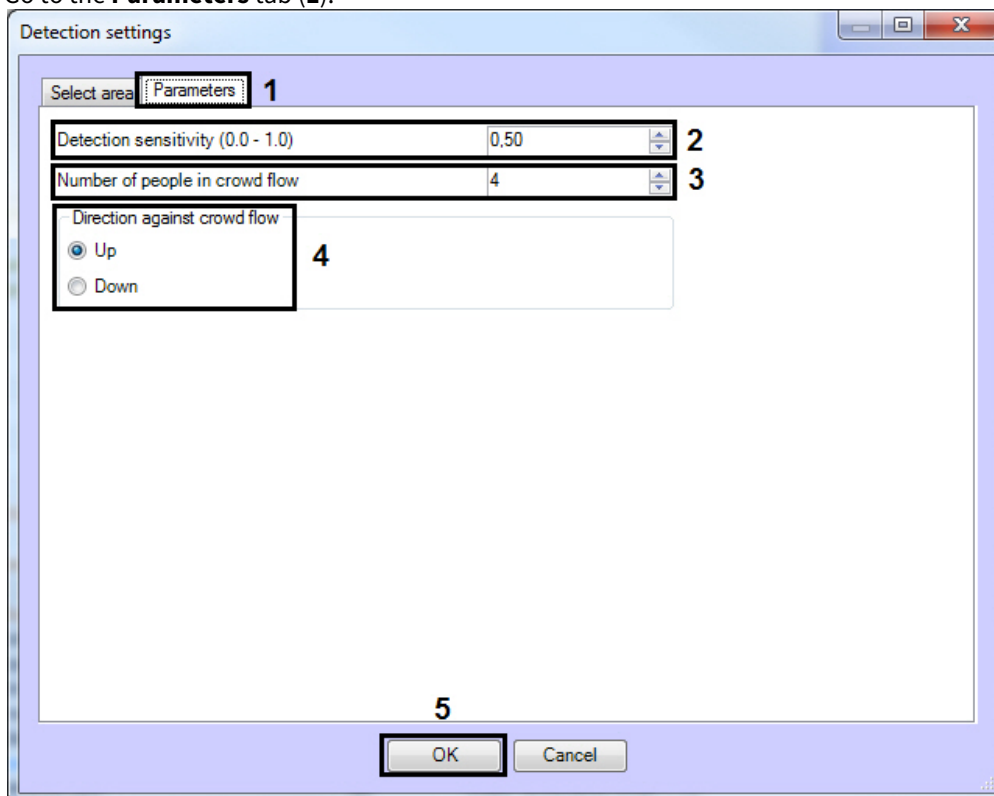 Go to the Parameters tab (1).
Detection settings
Select area Parameters 1
Detection sensitivity (0.0 - 1.0) 0,50 2
Number of people in crowd flow 4 3
Direction against crowd flow
Up
4
Down
5
OK Cancel